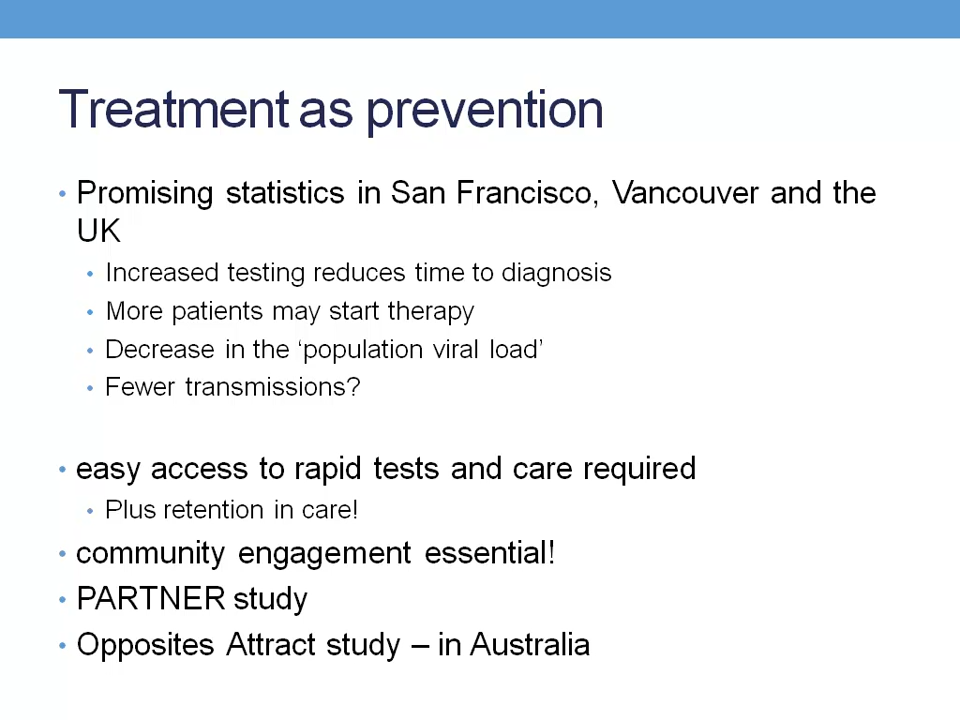 Treatment as prevention
• Promising statistics in San Francisco, Vancouver and the
UK
• Increased testing reduces time to diagnosis
• More patients may start therapy
• Decrease in the ‘population viral load’
• Fewer transmissions?
• easy access to rapid tests and care required
• Plus retention in care!
• community engagement essential!
• PARTNER study
• Opposites Attract study – in Australia